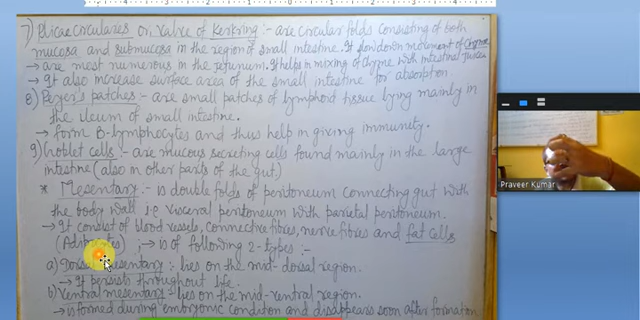 7) Plicae circulares or Valve of Kerkring :- are circular folds consisting of both
mucosa and submucosa in the region of small intestine. It slow down movement of chyme
→ are most numerous in the jejunum. It helps in mixing of chyme with intestinal juice
→ It also increase surface area of the small intestine for absorption.
8) Peyer's patches :- are small patches of lymphoid tissue lying mainly in
the ileum of small intestine.
→ form B-lymphocytes and thus help in giving immunity.
9) Goblet cells :- are mucous secreting cells found mainly in the large
intestine (also in other parts of the gut).
* Mesentary :- is double folds of peritoneum connecting gut with
the body wall i.e visceral peritoneum with parietal peritoneum.
→ It consist of blood vessels, connective fibres, nerve fibres and fat cells
(Adipocytes) ; → is of following 2-types :-
a) Dorsal mesentary :- lies on the mid-dorsal region.
→ It persists throughout life.
b) Ventral mesentary :- lies on the mid-ventral region.
→ is formed during embryonic condition and disappears soon after formation.
Praveer Kumar